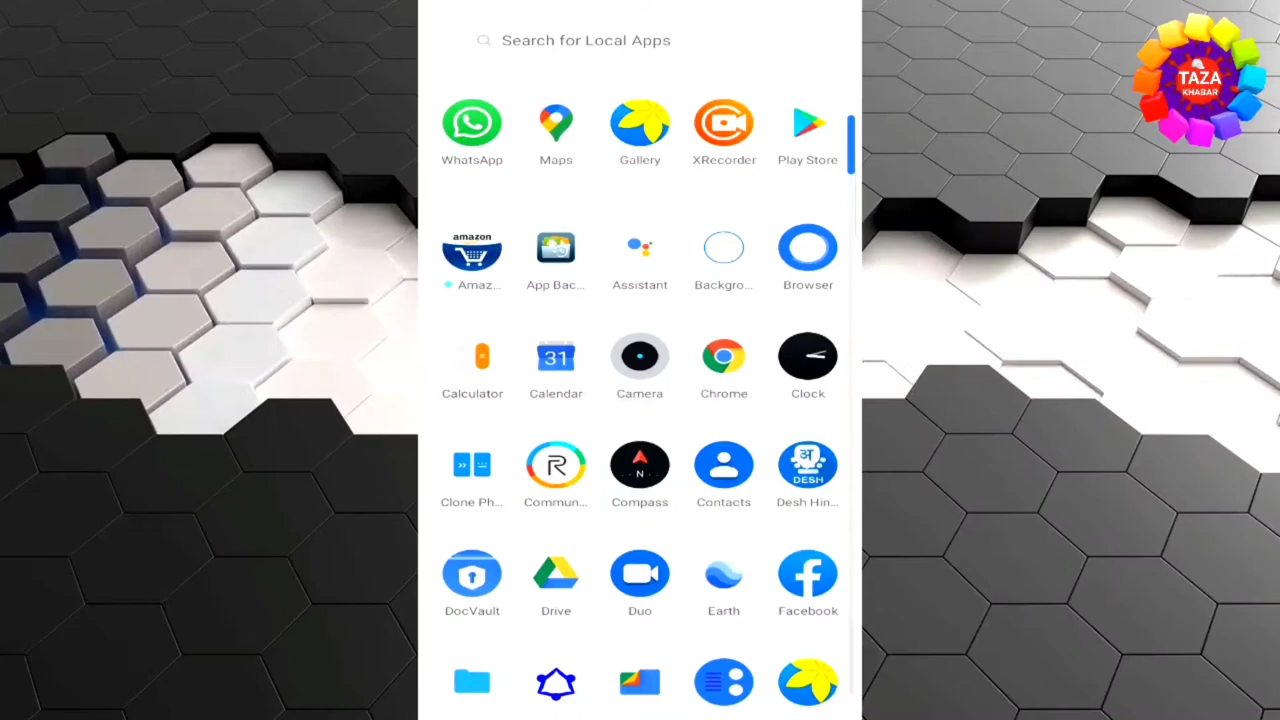 Search for Local Apps
TAZA
KHABAR
WhatsApp
Maps
Gallery
XRecorder
Play Store
amazon
Amaz...
App Bac...
Assistant
Backgro...
Browser
31
Calculator
Calendar
Camera
Chrome
Clock
R
N
अ
DESH
Clone Ph...
Commun...
Compass
Contacts
Desh Hin...
DocVault
Drive
Duo
Earth
Facebook